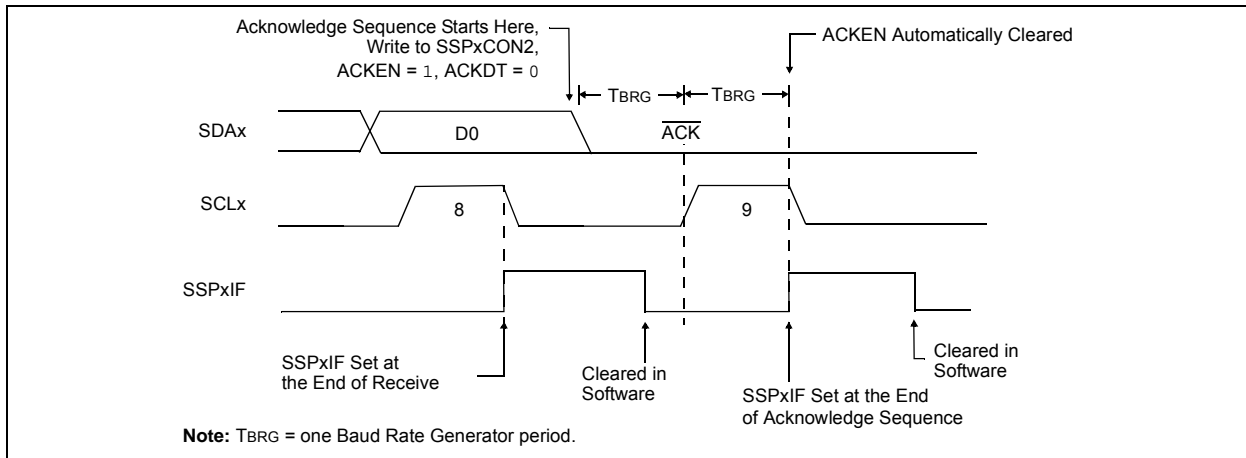 Acknowledge Sequence Starts Here,
Write to SSPxCON2,
ACKEN = 1, ACKDT = 0
ACKEN Automatically Cleared
TBRG
TBRG
SDAx
D0
ACK
SCLx
8
9
SSPxIF
SSPxIF Set at
the End of Receive
Cleared in
Software
SSPxIF Set at the End
of Acknowledge Sequence
Cleared in
Software
Note: TBRG = one Baud Rate Generator period.